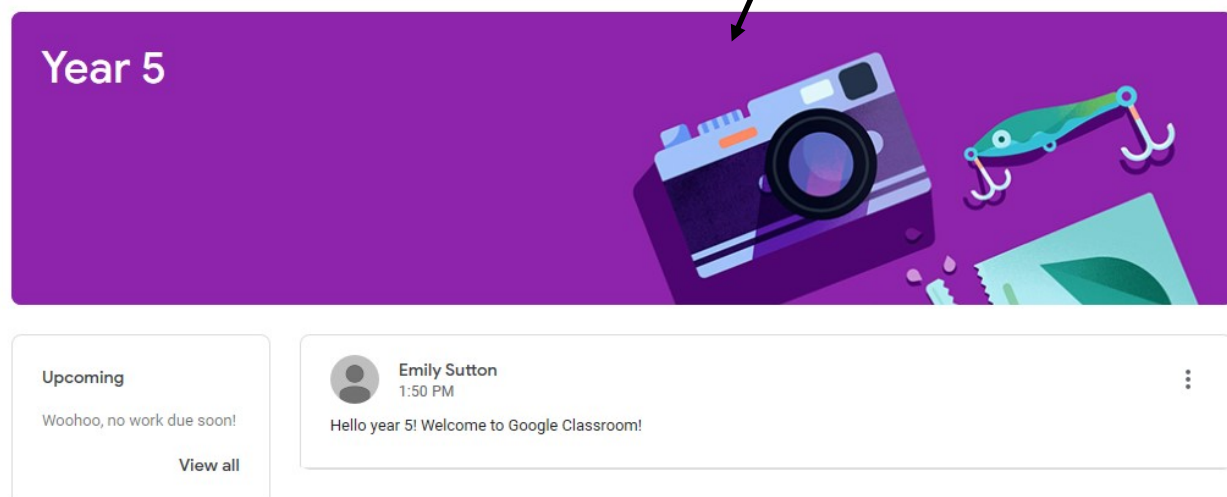 Year 5
Upcoming
Woohoo, no work due soon!
View all
Emily Sutton
1:50 PM
Hello year 5! Welcome to Google Classroom!